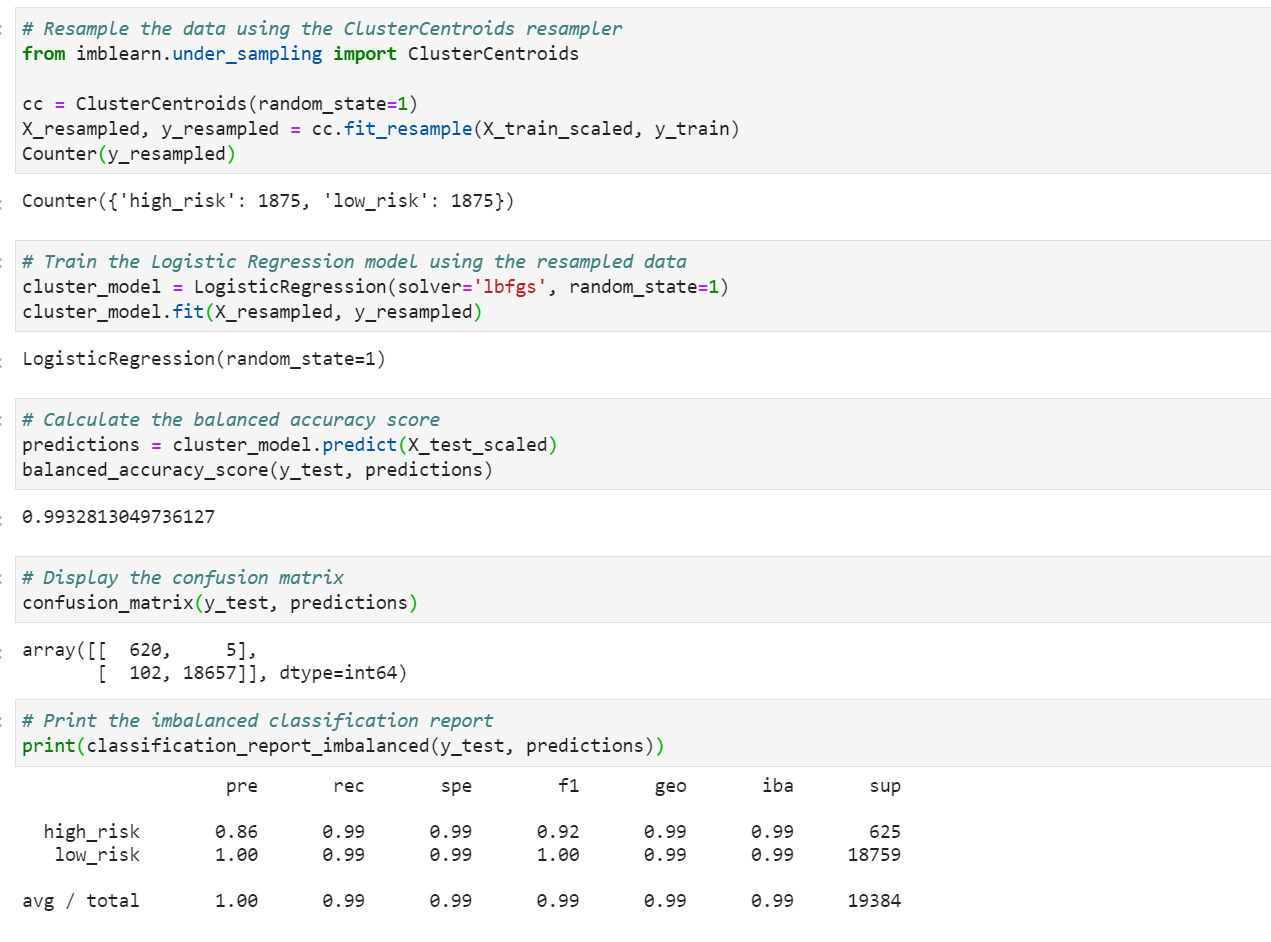 # Resample the data using the ClusterCentroids resampler
from imblearn.under_sampling import ClusterCentroids
cc = ClusterCentroids(random_state=1)
X_resampled, y_resampled = cc.fit_resample(X_train_scaled, y_train)
Counter(y_resampled)
Counter({'high_risk': 1875, 'low_risk': 1875})
# Train the Logistic Regression model using the resampled data
cluster_model = LogisticRegression(solver='lbfgs', random_state=1)
cluster_model.fit(X_resampled, y_resampled)
LogisticRegression(random_state=1)
# Calculate the balanced accuracy score
predictions = cluster_model.predict(X_test_scaled)
balanced_accuracy_score(y_test, predictions)
0.9932813049736127
# Display the confusion matrix
confusion_matrix(y_test, predictions)
array([[  620,     5],
       [  102, 18657]], dtype=int64)
# Print the imbalanced classification report
print(classification_report_imbalanced(y_test, predictions))
                   pre       rec       spe        f1       geo       iba       sup
  high_risk       0.86      0.99      0.99      0.92      0.99      0.99       625
   low_risk       1.00      0.99      0.99      1.00      0.99      0.99     18759
avg / total       1.00      0.99      0.99      0.99      0.99      0.99     19384